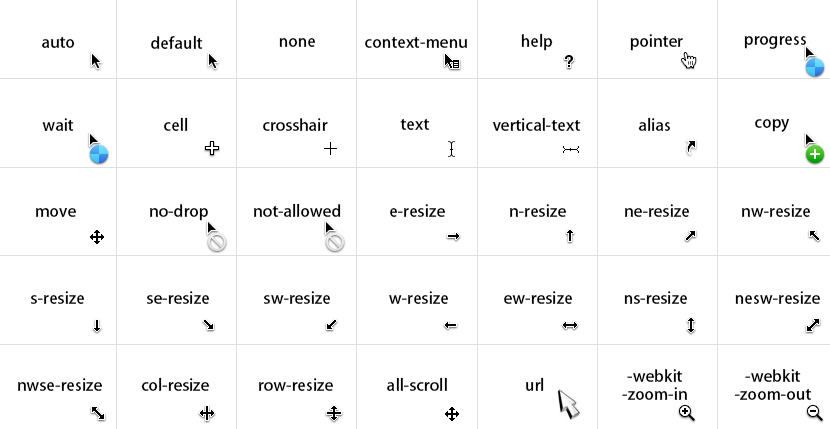 auto
default
none
context-menu
help
pointer
progress
wait
cell
crosshair
text
vertical-text
alias
copy
move
no-drop
not-allowed
e-resize
n-resize
ne-resize
nw-resize
s-resize
se-resize
sw-resize
w-resize
ew-resize
ns-resize
nesw-resize
nwse-resize
col-resize
row-resize
all-scroll
url
-webkit
-zoom-in
-webkit
-zoom-out